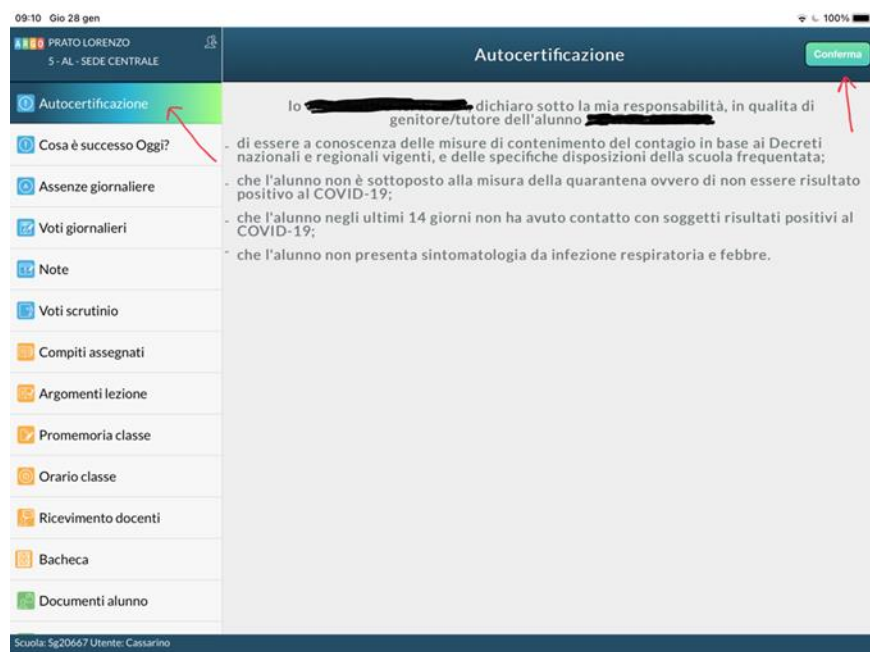 09:10 Gio 28 gen
100%
ARGO PRATO LORENZO
5 - AL - SEDE CENTRALE
Autocertificazione
Conferma
Autocertificazione
Cosa è successo Oggi?
Assenze giornaliere
Voti giornalieri
Note
Voti scrutinio
Compiti assegnati
Argomenti lezione
Promemoria classe
Orario classe
Ricevimento docenti
Bacheca
Documenti alunno
Io dichiaro sotto la mia responsabilità, in qualita di
genitore/tutore dell'alunno
- di essere a conoscenza delle misure di contenimento del contagio in base ai Decreti
nazionali e regionali vigenti, e delle specifiche disposizioni della scuola frequentata;
- che l'alunno non è sottoposto alla misura della quarantena ovvero di non essere risultato
positivo al COVID-19;
- che l'alunno negli ultimi 14 giorni non ha avuto contatto con soggetti risultati positivi al
COVID-19;
- che l'alunno non presenta sintomatologia da infezione respiratoria e febbre.
Scuola: Sg20667 Utente: Cassarino